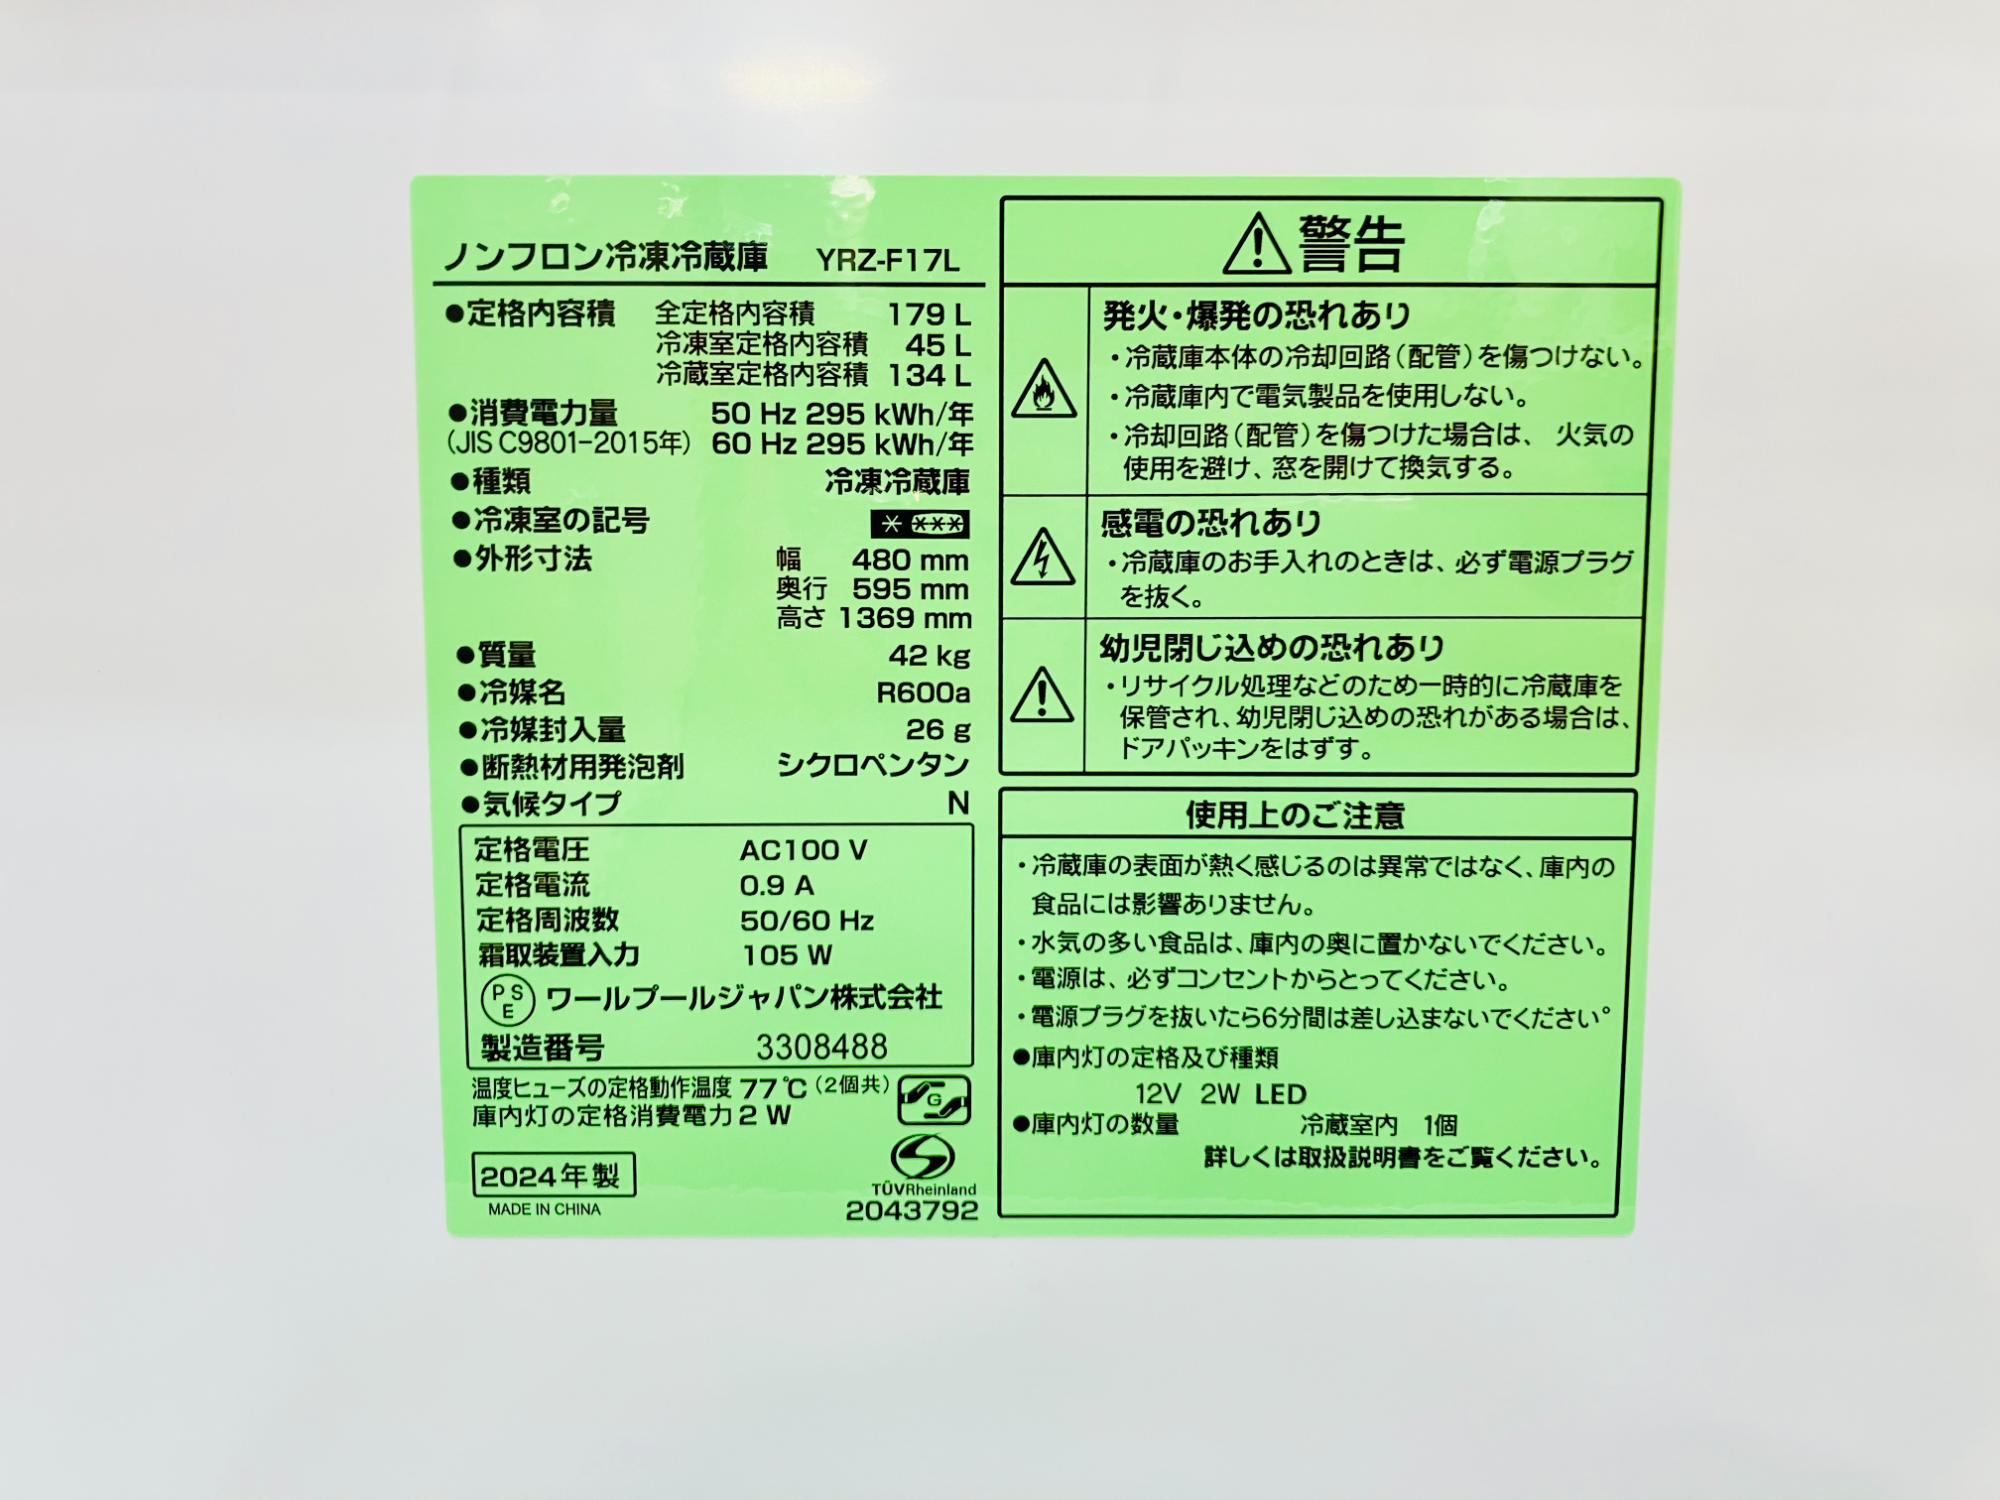 ノンフロン冷凍冷蔵庫 YRZ-F17L
●定格内容積 全定格内容積 179 L
冷凍室定格内容積 45 L
冷蔵室定格内容積 134 L
●消費電力量 50 Hz 295 kWh/年
(JIS C9801-2015年) 60 Hz 295 kWh/年
●種類 冷凍冷蔵庫
●冷凍室の記号
●外形寸法 幅 480 mm
奥行 595 mm
高さ 1369 mm
●質量 42 kg
●冷媒名 R600a
●冷媒封入量 26 g
●断熱材用発泡剤 シクロペンタン
●気候タイプ N
定格電圧 AC100 V
定格電流 0.9 A
定格周波数 50/60 Hz
霜取装置入力 105 W
PSE ワールプールジャパン株式会社
製造番号 3308488
温度ヒューズの定格動作温度 77℃(2個共)
庫内灯の定格消費電力 2 W
G
2024年製
MADE IN CHINA
TÜVRheinland
2043792
警告
発火・爆発の恐れあり
・冷蔵庫本体の冷却回路(配管)を傷つけない。
・冷蔵庫内で電気製品を使用しない。
・冷却回路(配管)を傷つけた場合は、火気の
使用を避け、窓を開けて換気する。
感電の恐れあり
・冷蔵庫のお手入れのときは、必ず電源プラグ
を抜く。
幼児閉じ込めの恐れあり
・リサイクル処理などのため一時的に冷蔵庫を
保管され、幼児閉じ込めの恐れがある場合は、
ドアパッキンをはずす。
使用上のご注意
・冷蔵庫の表面が熱く感じるのは異常ではなく、庫内の
食品には影響ありません。
・水気の多い食品は、庫内の奥に置かないでください。
・電源は、必ずコンセントからとってください。
・電源プラグを抜いたら6分間は差し込まないでください°
●庫内灯の定格及び種類
12V 2W LED
●庫内灯の数量 冷蔵室内 1個
詳しくは取扱説明書をご覧ください。